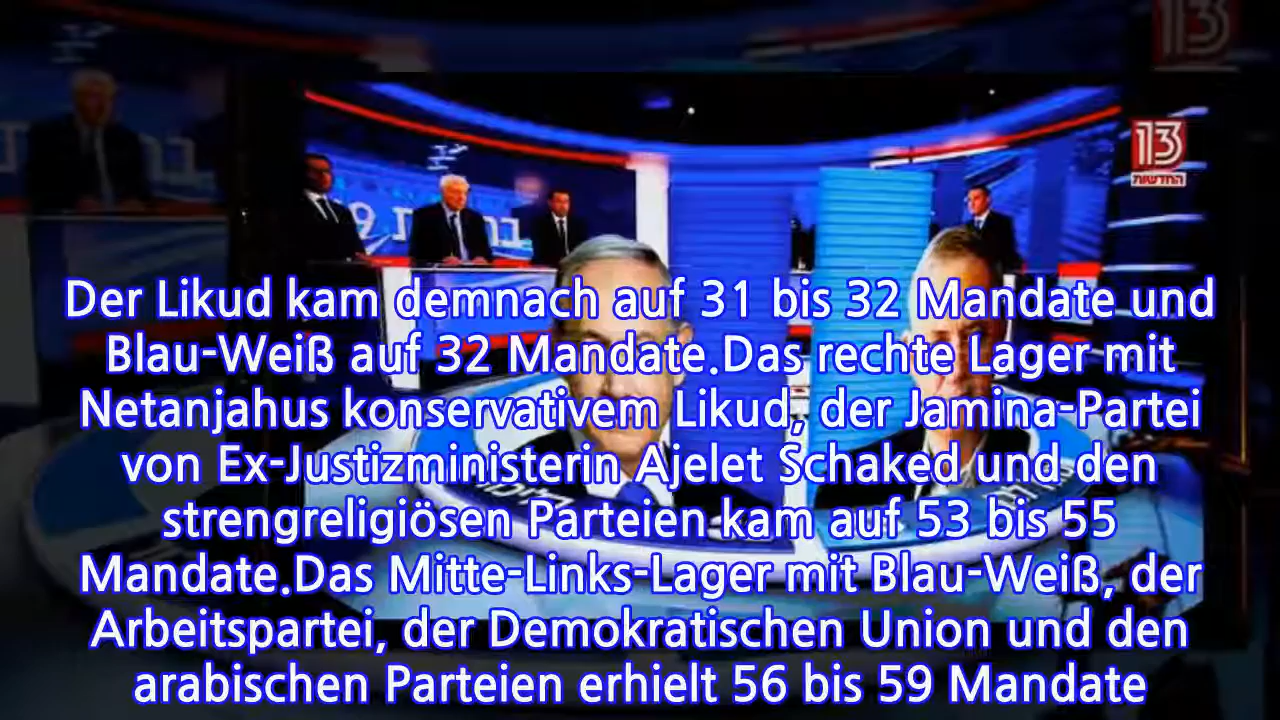 13
13
החדשות
Der Likud kam demnach auf 31 bis 32 Mandate und
Blau-Weiß auf 32 Mandate.Das rechte Lager mit
Netanjahus konservativem Likud, der Jamina-Partei
von Ex-Justizministerin Ajelet Schaked und den
strengreligiösen Parteien kam auf 53 bis 55
Mandate.Das Mitte-Links-Lager mit Blau-Weiß, der
Arbeitspartei, der Demokratischen Union und den
arabischen Parteien erhielt 56 bis 59 Mandate